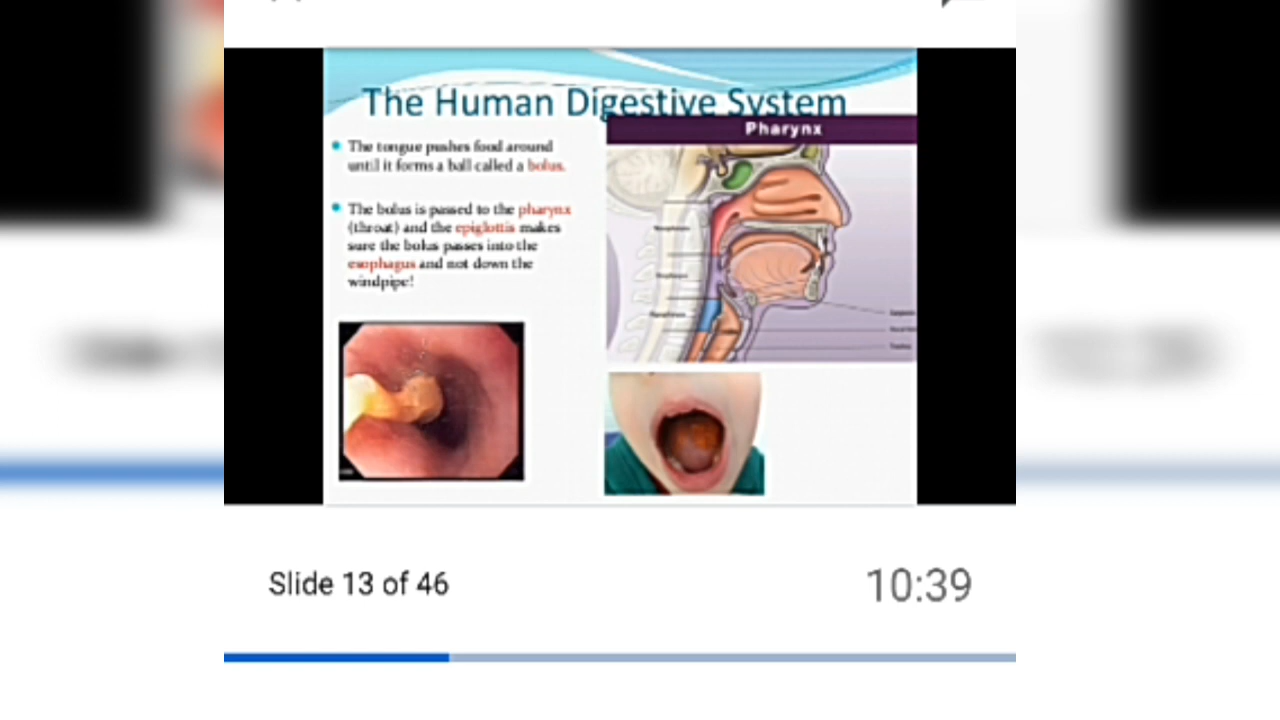 The Human Digestive System
The tongue pushes food around
until it forms a ball called a bolus.
The bolus is passed to the pharynx
(throat) and the epiglottis makes
sure the bolus passes into the
esophagus and not down the
windpipe!
Pharynx
Slide 13 of 46
10:39